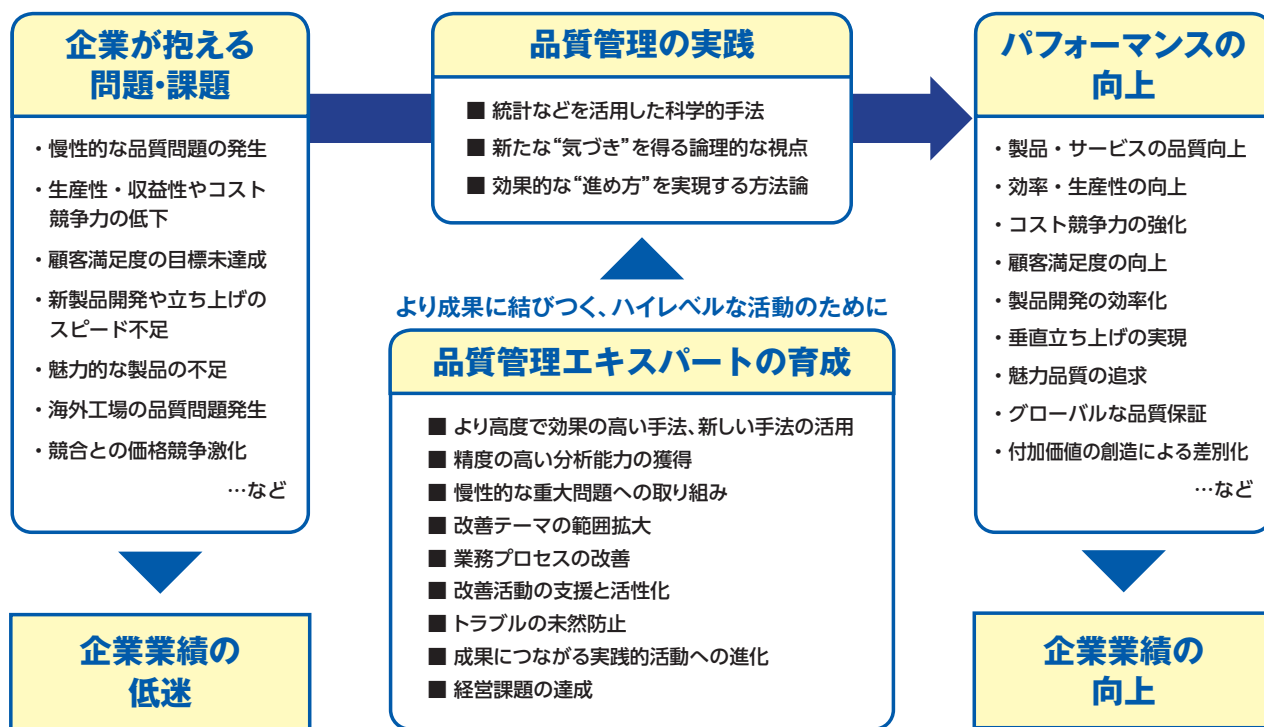 企業が抱える
問題・課題
・慢性的な品質問題の発生
・生産性・収益性やコスト
競争力の低下
・顧客満足度の目標未達成
・新製品開発や立ち上げの
スピード不足
・魅力的な製品の不足
・海外工場の品質問題発生
・競合との価格競争激化
…など
企業業績の
低迷
品質管理の実践
■ 統計などを活用した科学的手法
■ 新たな“気づき”を得る論理的な視点
■ 効果的な“進め方”を実現する方法論
より成果に結びつく、ハイレベルな活動のために
品質管理エキスパートの育成
■ より高度で効果の高い手法、新しい手法の活用
■ 精度の高い分析能力の獲得
■ 慢性的な重大問題への取り組み
■ 改善テーマの範囲拡大
■ 業務プロセスの改善
■ 改善活動の支援と活性化
■ トラブルの未然防止
■ 成果につながる実践的活動への進化
■ 経営課題の達成
パフォーマンスの
向上
・製品・サービスの品質向上
・効率・生産性の向上
・コスト競争力の強化
・顧客満足度の向上
・製品開発の効率化
・垂直立ち上げの実現
・魅力品質の追求
・グローバルな品質保証
・付加価値の創造による差別化
…など
企業業績の
向上